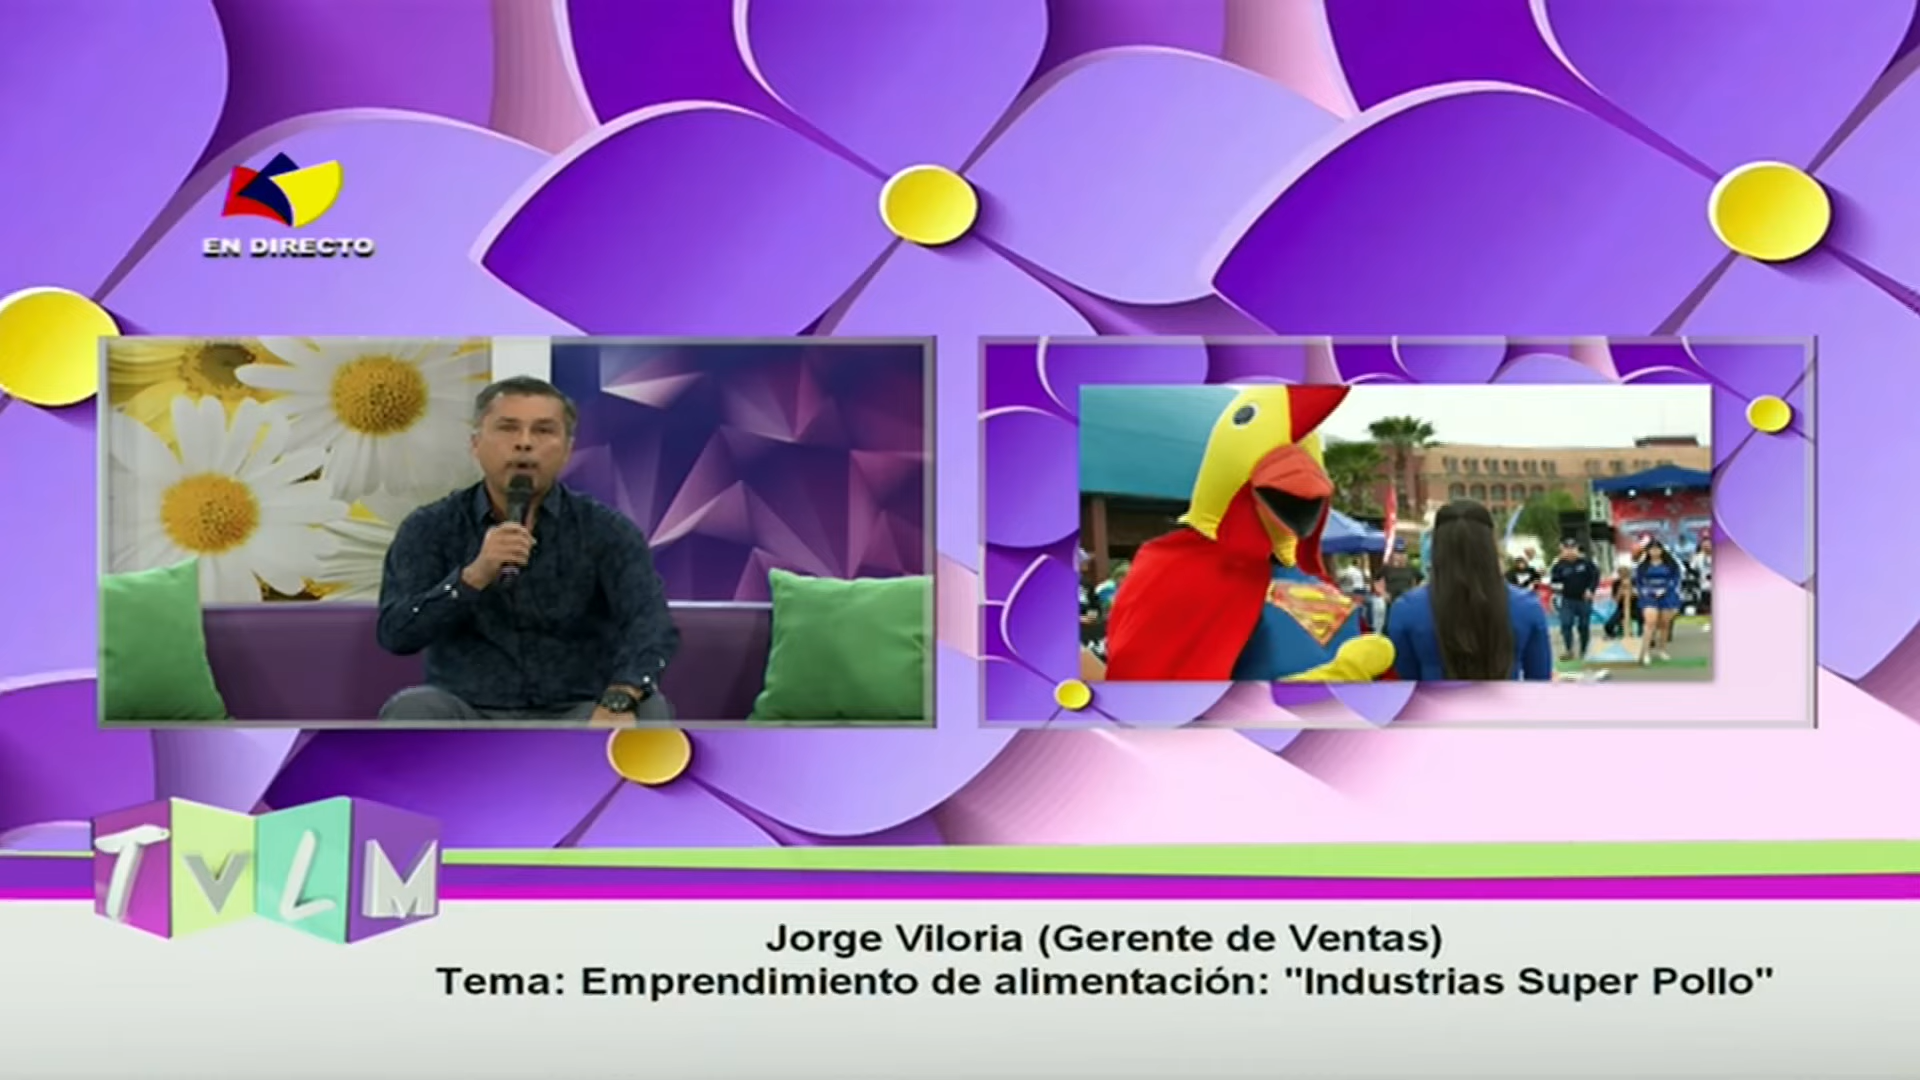 EN DIRECTO
TVLM
Jorge Viloria (Gerente de Ventas)
Tema: Emprendimiento de alimentación: "Industrias Super Pollo"